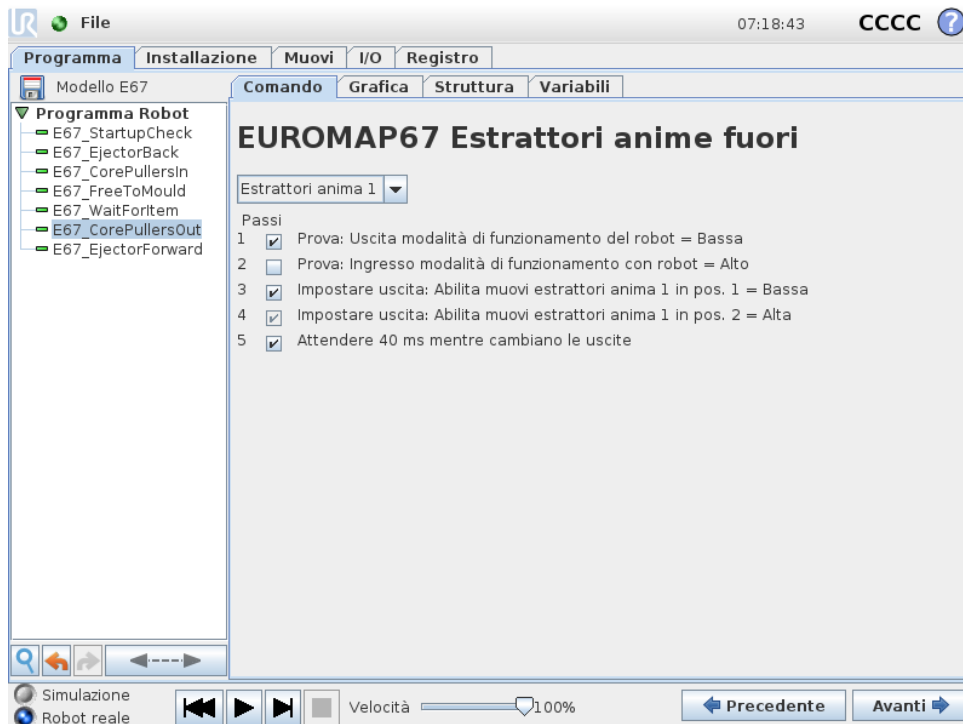 UR File 07:18:43 CCCC ?
Programma Installazione Muovi I/O Registro
Modello E67
Comando Grafica Struttura Variabili
Programma Robot
E67_StartupCheck
E67_EjectorBack
E67_CorePullersIn
E67_FreeToMould
E67_WaitForItem
E67_CorePullersOut
E67_EjectorForward
EUROMAP67 Estrattori anime fuori
Estrattori anima 1
Passi
1 Prova: Uscita modalità di funzionamento del robot = Bassa
2 Prova: Ingresso modalità di funzionamento con robot = Alto
3 Impostare uscita: Abilita muovi estrattori anima 1 in pos. 1 = Bassa
4 Impostare uscita: Abilita muovi estrattori anima 1 in pos. 2 = Alta
5 Attendere 40 ms mentre cambiano le uscite
Simulazione
Robot reale
Velocità 100%
Precedente Avanti